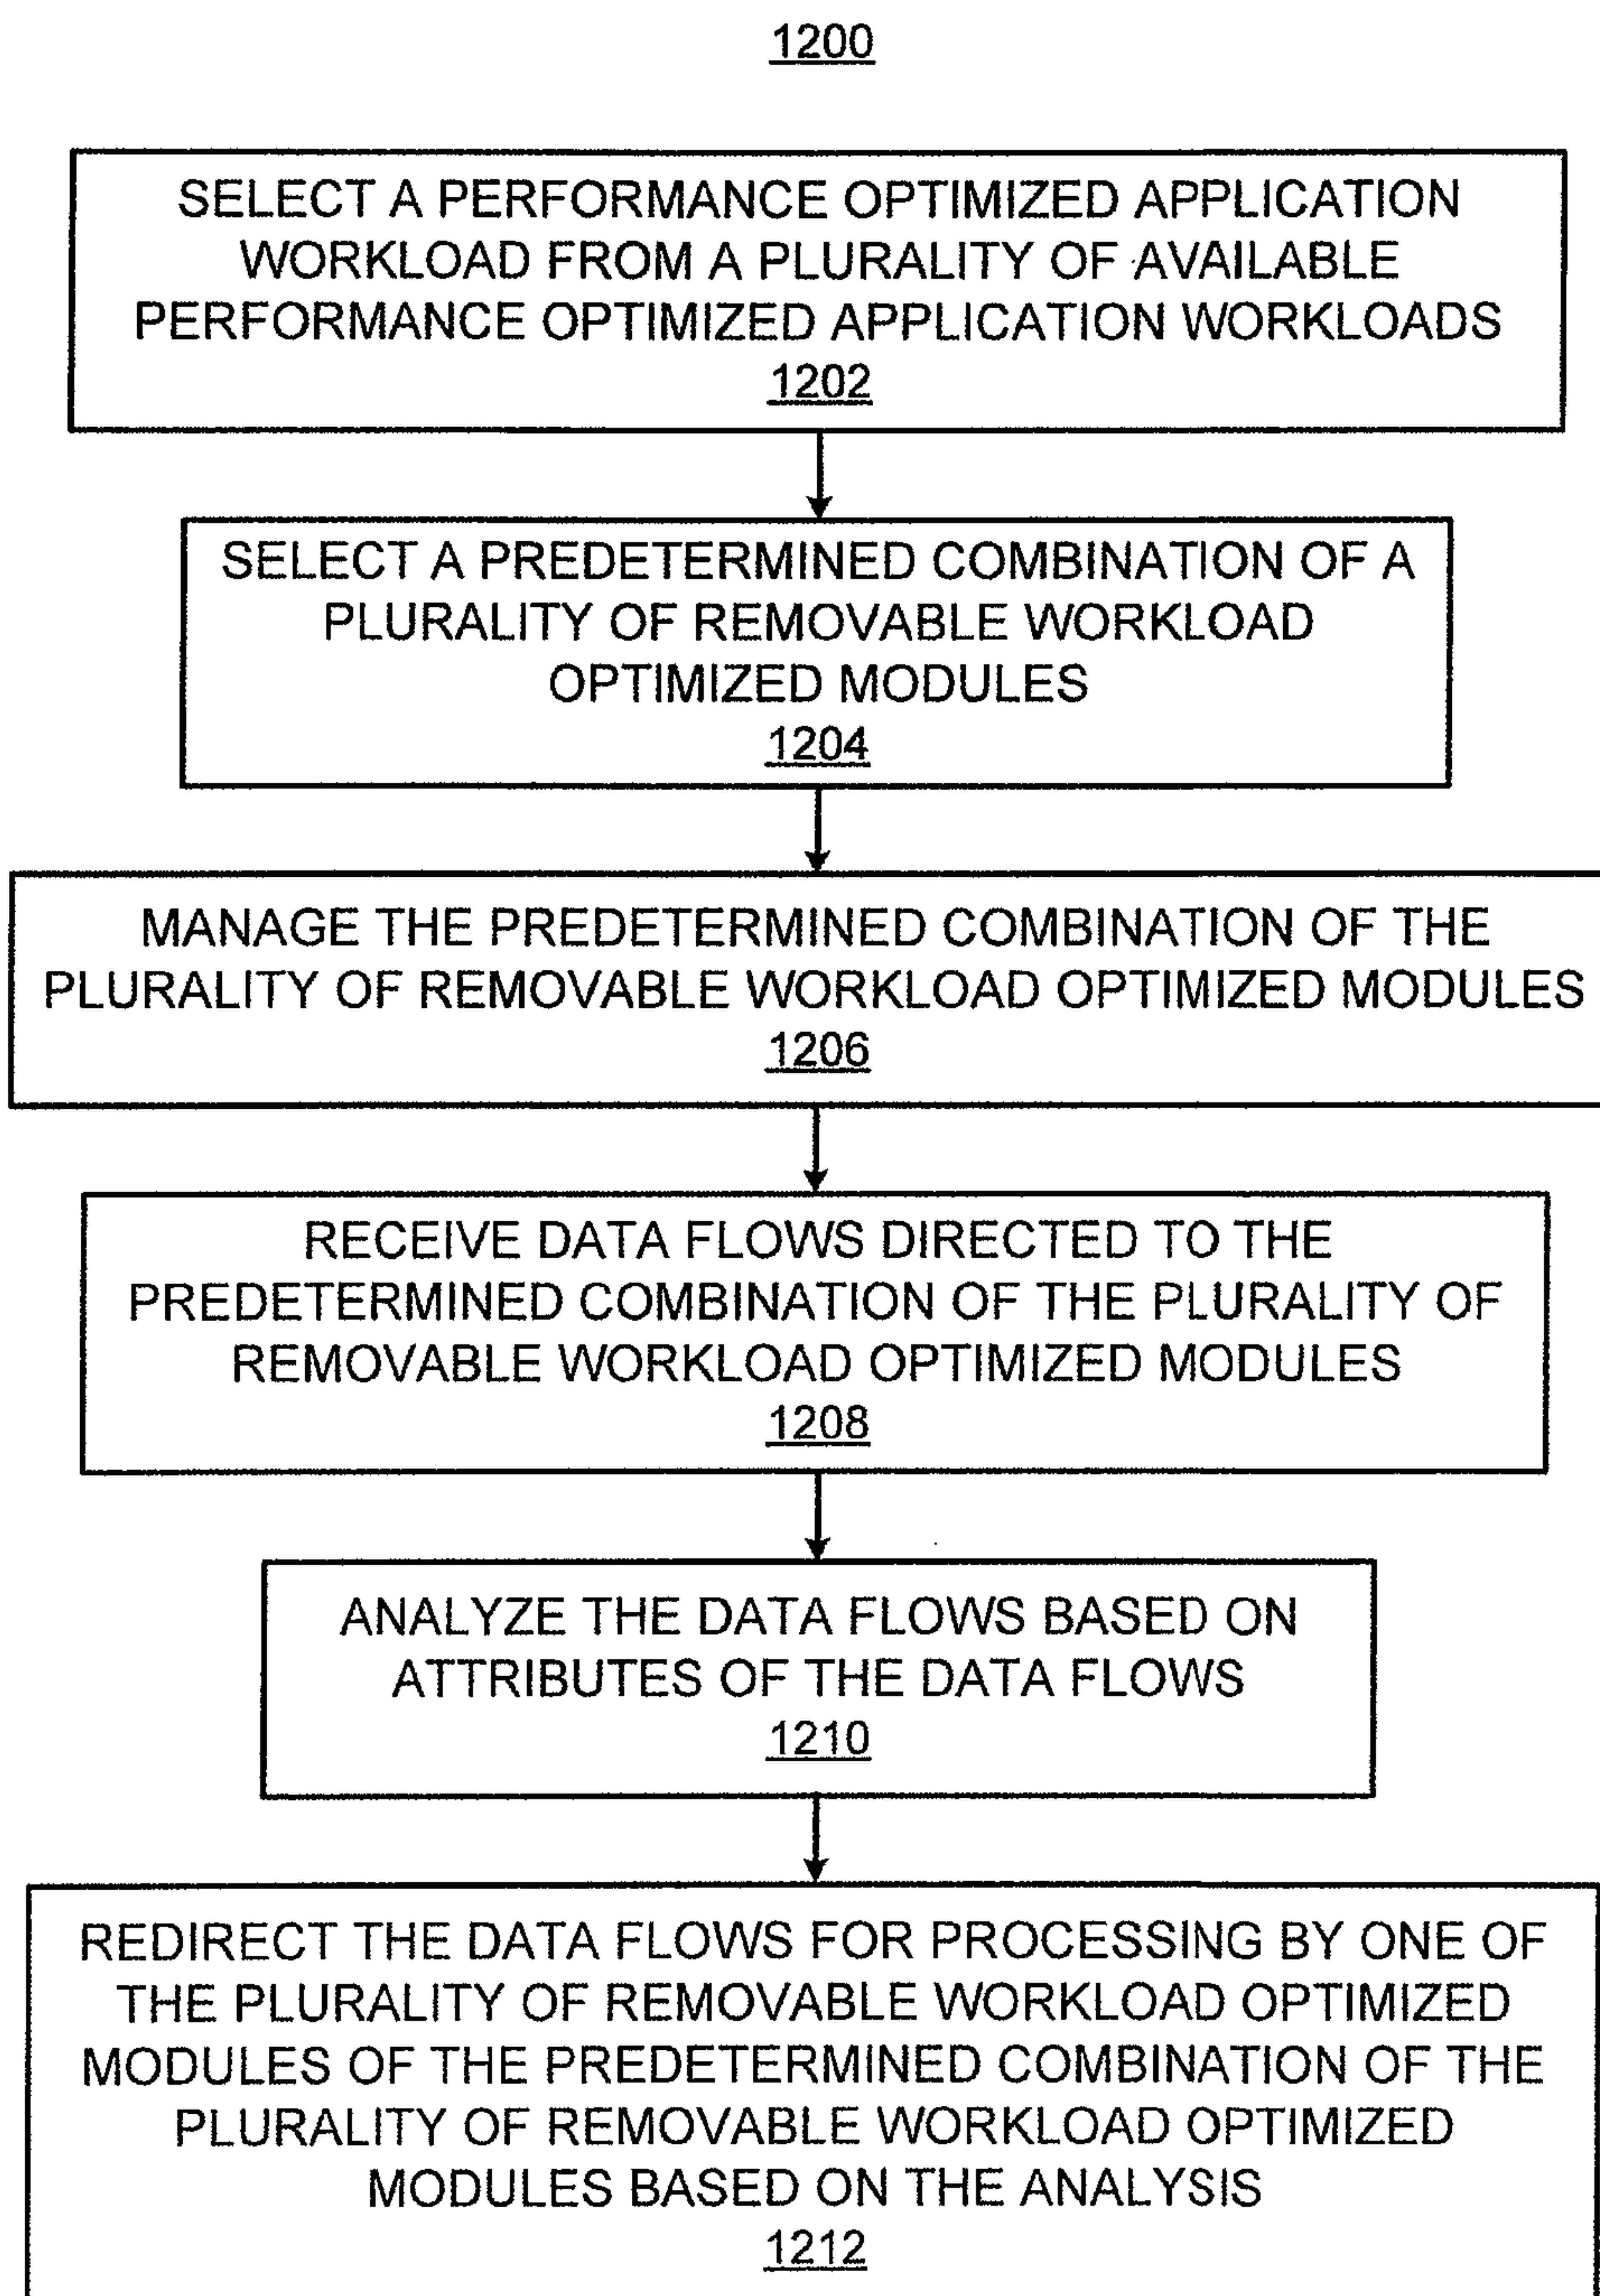 1200
SELECT A PERFORMANCE OPTIMIZED APPLICATION
WORKLOAD FROM A PLURALITY OF AVAILABLE
PERFORMANCE OPTIMIZED APPLICATION WORKLOADS
1202
SELECT A PREDETERMINED COMBINATION OF A
PLURALITY OF REMOVABLE WORKLOAD
OPTIMIZED MODULES
1204
MANAGE THE PREDETERMINED COMBINATION OF THE
PLURALITY OF REMOVABLE WORKLOAD OPTIMIZED MODULES
1206
RECEIVE DATA FLOWS DIRECTED TO THE
PREDETERMINED COMBINATION OF THE PLURALITY OF
REMOVABLE WORKLOAD OPTIMIZED MODULES
1208
ANALYZE THE DATA FLOWS BASED ON
ATTRIBUTES OF THE DATA FLOWS
1210
REDIRECT THE DATA FLOWS FOR PROCESSING BY ONE OF
THE PLURALITY OF REMOVABLE WORKLOAD OPTIMIZED
MODULES OF THE PREDETERMINED COMBINATION OF THE
PLURALITY OF REMOVABLE WORKLOAD OPTIMIZED
MODULES BASED ON THE ANALYSIS
1212